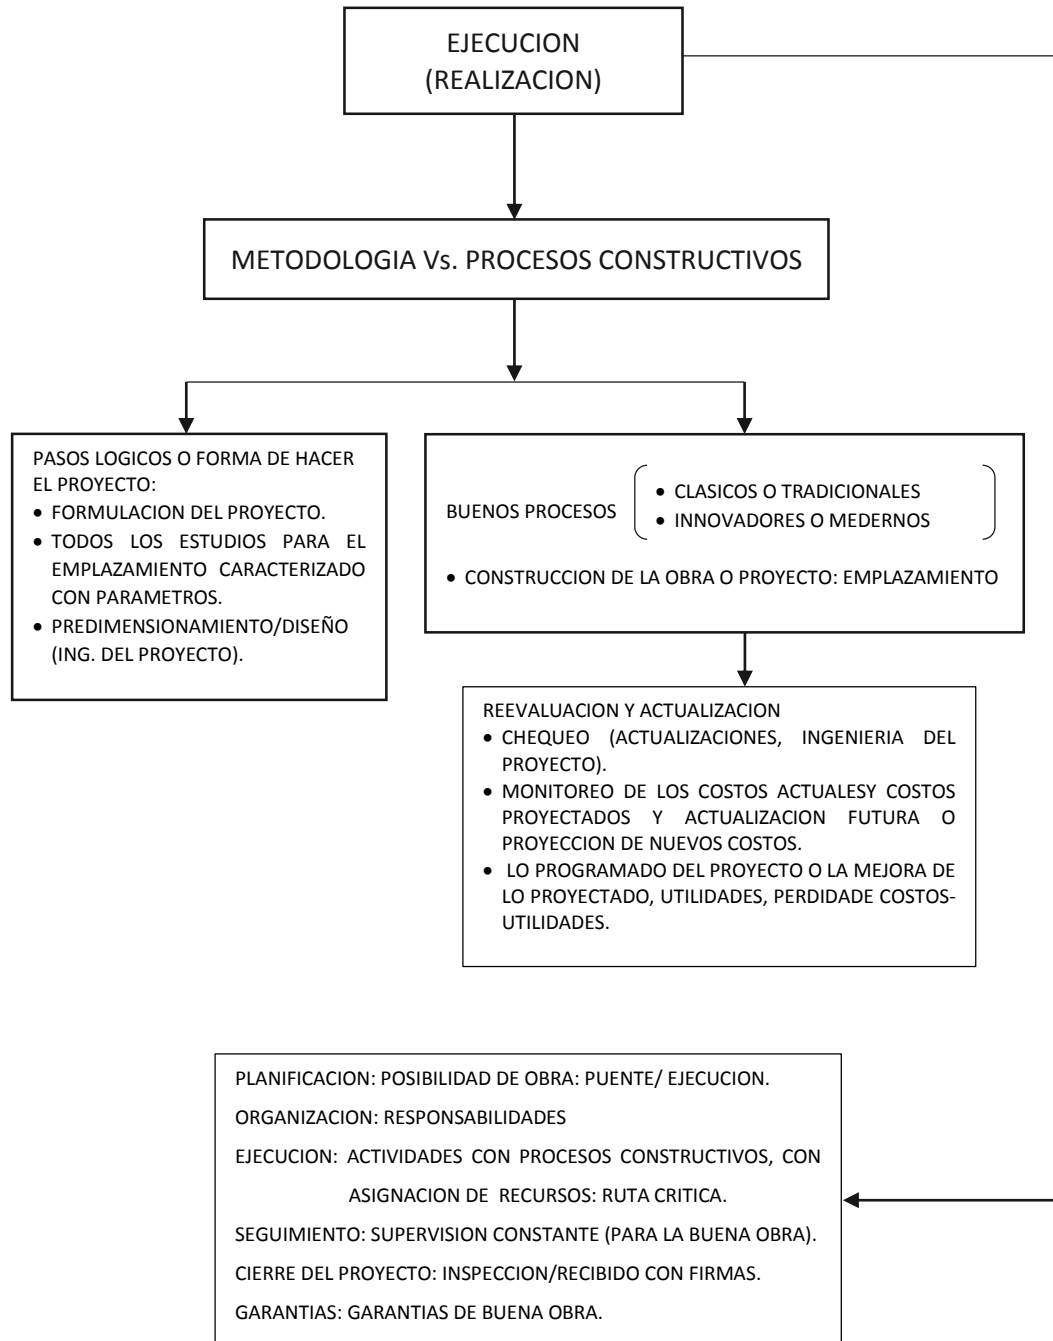 EJECUCION
(REALIZACION)
METODOLOGIA Vs. PROCESOS CONSTRUCTIVOS
PASOS LOGICOS O FORMA DE HACER
EL PROYECTO:
• FORMULACION DEL PROYECTO.
• TODOS LOS ESTUDIOS PARA EL
EMPLAZAMIENTO CARACTERIZADO
CON PARAMETROS.
• PREDIMENSIONAMIENTO/DISEÑO
(ING. DEL PROYECTO).
BUENOS PROCESOS
• CLASICOS O TRADICIONALES
• INNOVADORES O MEDERNOS
• CONSTRUCCION DE LA OBRA O PROYECTO: EMPLAZAMIENTO
REEVALUACION Y ACTUALIZACION
• CHEQUEO (ACTUALIZACIONES, INGENIERIA DEL
PROYECTO).
• MONITOREO DE LOS COSTOS ACTUALESY COSTOS
PROYECTADOS Y ACTUALIZACION FUTURA O
PROYECCION DE NUEVOS COSTOS.
• LO PROGRAMADO DEL PROYECTO O LA MEJORA DE
LO PROYECTADO, UTILIDADES, PERDIDADE COSTOS-
UTILIDADES.
PLANIFICACION: POSIBILIDAD DE OBRA: PUENTE/ EJECUCION.
ORGANIZACION: RESPONSABILIDADES
EJECUCION: ACTIVIDADES CON PROCESOS CONSTRUCTIVOS, CON
ASIGNACION DE RECURSOS: RUTA CRITICA.
SEGUIMIENTO: SUPERVISION CONSTANTE (PARA LA BUENA OBRA).
CIERRE DEL PROYECTO: INSPECCION/RECIBIDO CON FIRMAS.
GARANTIAS: GARANTIAS DE BUENA OBRA.